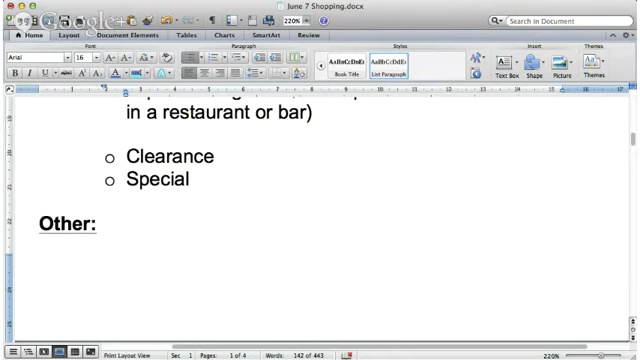 June 7 Shopping.docx
Google+
220%
Search in Document
Home Layout Document Elements Tables Charts SmartArt Review
Font Paragraph Styles Insert Themes
Arial 16
AaBbCcDdEe AaBbCcDdEe
Book Title List Paragraph
Text Box Shape Picture Themes
in a restaurant or bar)
o Clearance
o Special
Other:
Print Layout View Sec 1 Pages: 1 of 4 Words: 142 of 443 220%